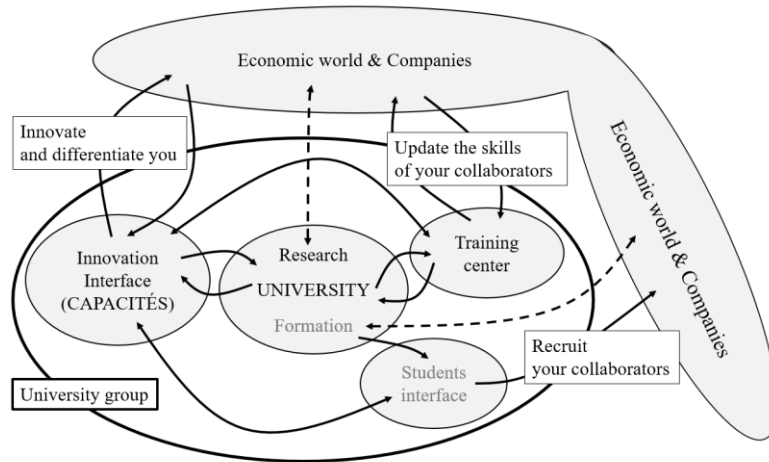 Economic world & Companies
Innovate
and differentiate you
Update the skills
of your collaborators
Economic world & Companies
Innovation
Interface
(CAPACITÉS)
Research
UNIVERSITY
Formation
Training
center
Students
interface
Recruit
your collaborators
University group